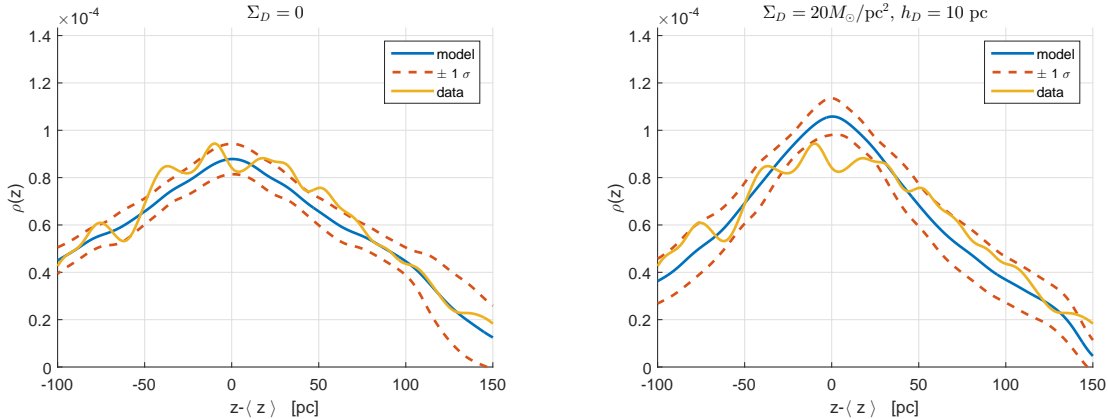 Σ_D = 0
×10^-4
1.4
1.2
1
0.8
0.6
0.4
0.2
0
ρ(z)
-100 -50 0 50 100 150
z-⟨ z ⟩ [pc]
model
± 1 σ
data
Σ_D = 20M_⊙/pc^2, h_D = 10 pc
×10^-4
1.4
1.2
1
0.8
0.6
0.4
0.2
0
ρ(z)
-100 -50 0 50 100 150
z-⟨ z ⟩ [pc]
model
± 1 σ
data